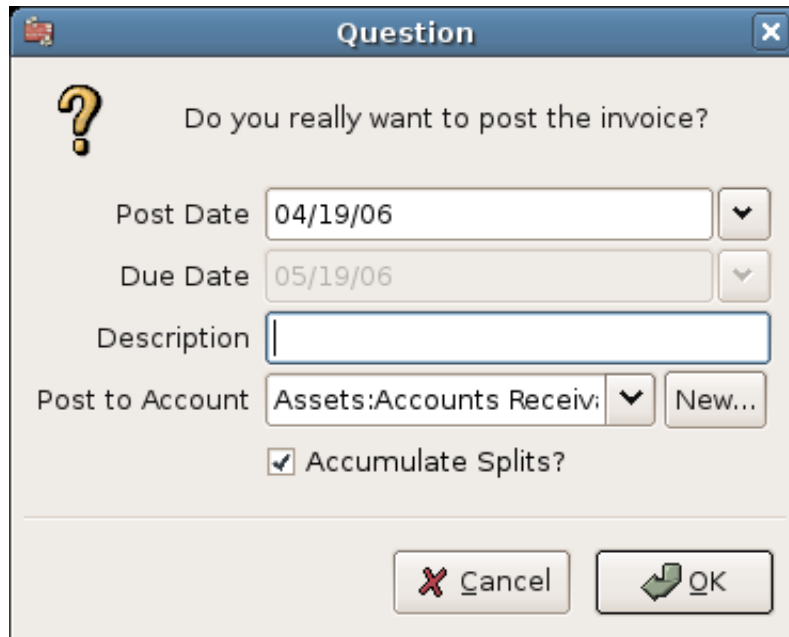 Question
Do you really want to post the invoice?
Post Date 04/19/06
Due Date 05/19/06
Description
Post to Account Assets:Accounts Receiv New...
Accumulate Splits?
Cancel OK